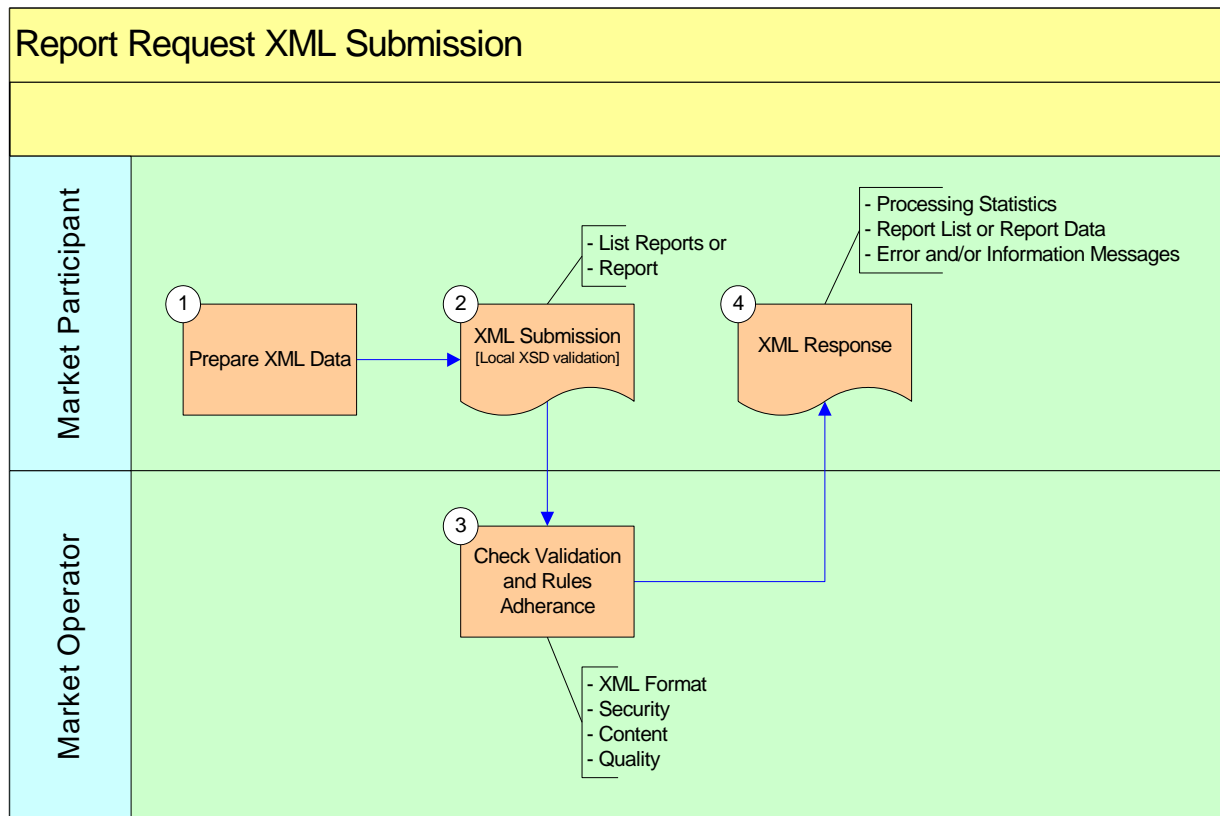 Report Request XML Submission
Market Participant
- Processing Statistics
- Report List or Report Data
- Error and/or Information Messages
- List Reports or
- Report
1
Prepare XML Data
2
XML Submission
[Local XSD validation]
4
XML Response
Market Operator
3
Check Validation
and Rules
Adherance
- XML Format
- Security
- Content
- Quality